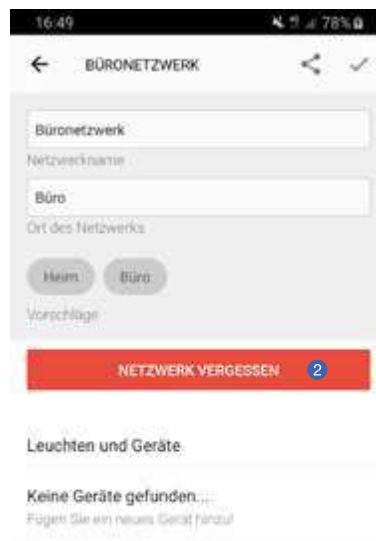 16:49 78%
BÜRONETZWERK
Büronetzwerk
Netzwerkname
Büro
Ort des Netzwerks
Heim Büro
Vorschläge
NETZWERK VERGESSEN 2
Leuchten und Geräte
Keine Geräte gefunden....
Fügen Sie ein neues Gerät hinzu!